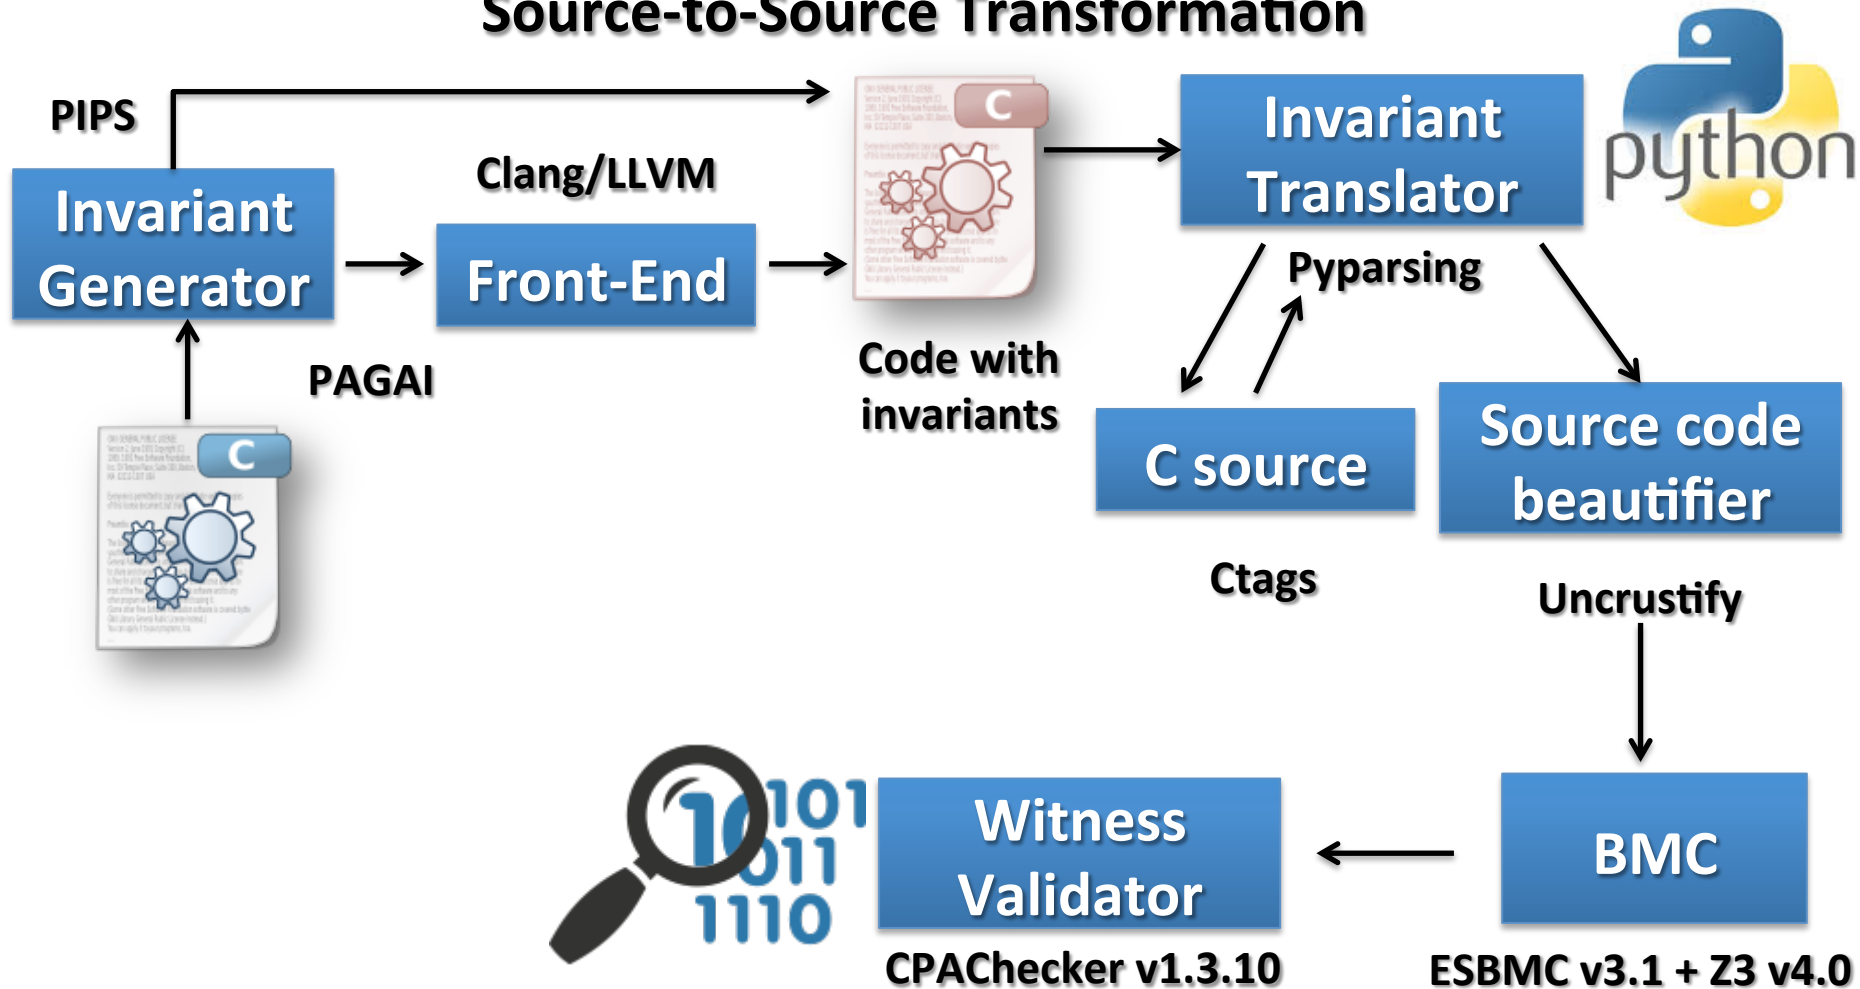 Source-to-Source Transformation
PIPS
Invariant
Generator
Clang/LLVM
Front-End
PAGAI
C
C
Code with
invariants
Invariant
Translator
python
Pyparsing
C source
Ctags
Source code
beautifier
Uncrustify
BMC
ESBMC v3.1 + Z3 v4.0
Witness
Validator
CPAChecker v1.3.10
10101
011
1110